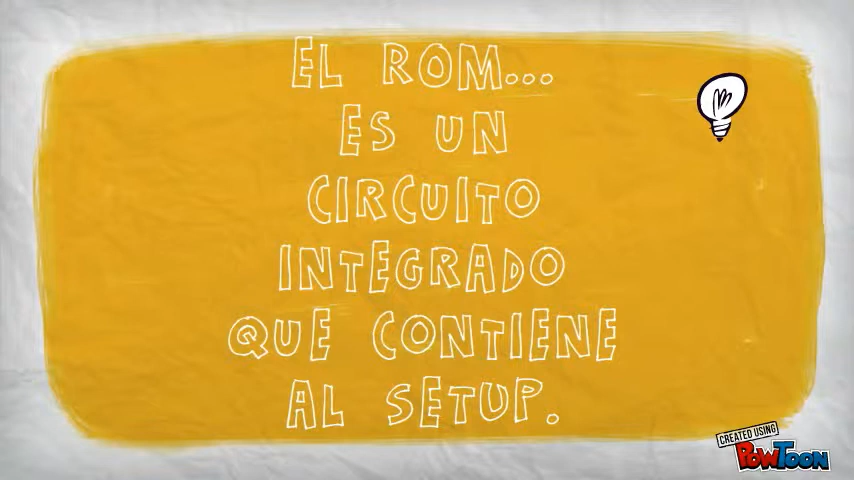 EL ROM...
ES UN
CIRCUITO
INTEGRADO
QUE CONTIENE
AL SETUP.
CREATED USING
POWTOON